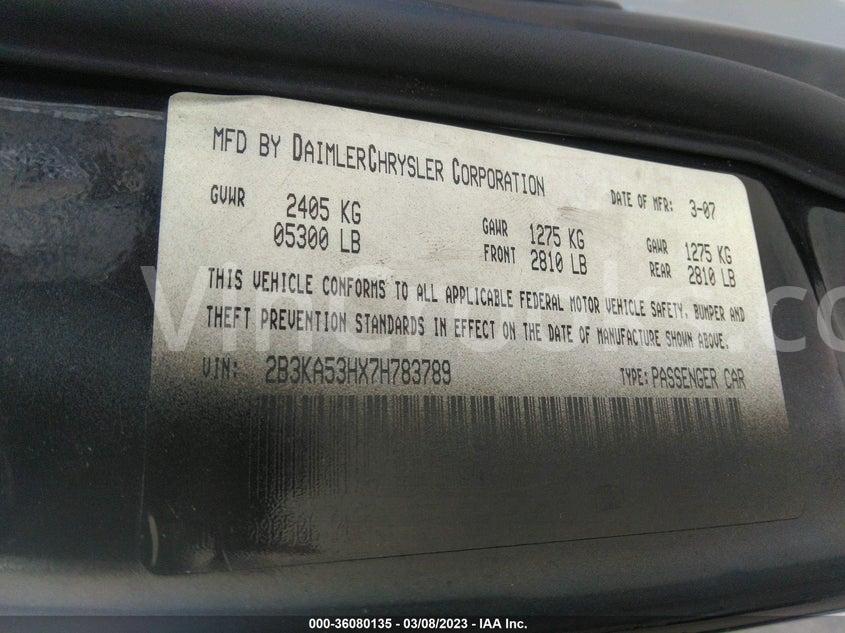 MFD BY DAIMLERCHRYSLER CORPORATION DATE OF MFR: 3-07
GVWR 2405 KG GAWR 1275 KG GAWR 1275 KG
05300 LB FRONT 2810 LB REAR 2810 LB
THIS VEHICLE CONFORMS TO ALL APPLICABLE FEDERAL MOTOR VEHICLE SAFETY, BUMPER AND
THEFT PREVENTION STANDARDS IN EFFECT ON THE DATE OF MANUFACTURE SHOWN ABOVE.
VIN: 2B3KA53HX7H783789 TYPE: PASSENGER CAR
000-36080135 - 03/08/2023 - IAA Inc.